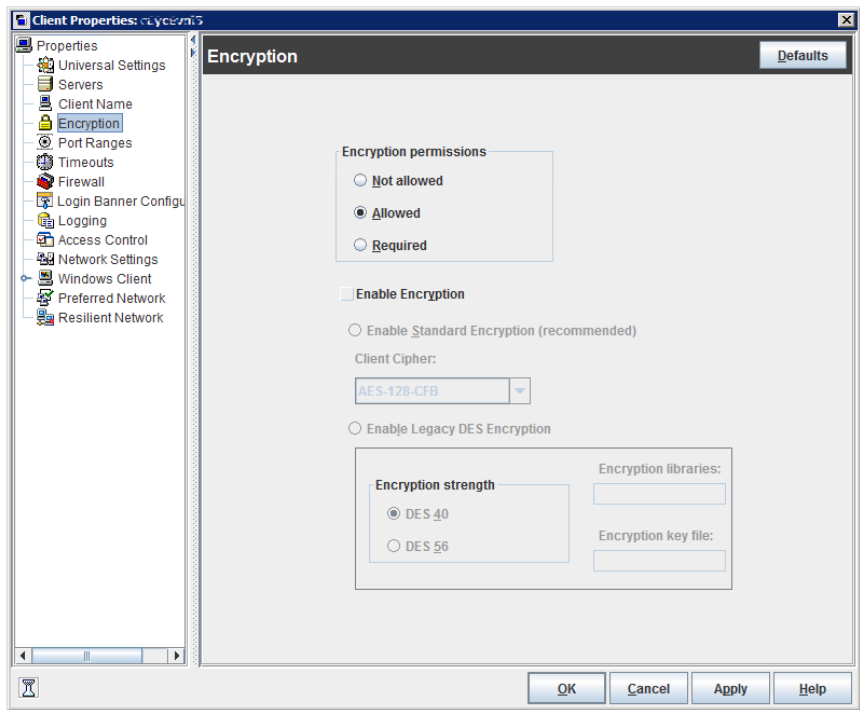 Client Properties:
Properties
Universal Settings
Servers
Client Name
Encryption
Port Ranges
Timeouts
Firewall
Login Banner Configu
Logging
Access Control
Network Settings
Windows Client
Preferred Network
Resilient Network
Encryption
Defaults
Encryption permissions
Not allowed
Allowed
Required
Enable Encryption
Enable Standard Encryption (recommended)
Client Cipher:
AES-128-CFB
Enable Legacy DES Encryption
Encryption strength
DES 40
DES 56
Encryption libraries:
Encryption key file:
OK Cancel Apply Help